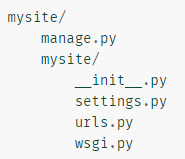 mysite/
    manage.py
    mysite/
        __init__.py
        settings.py
        urls.py
        wsgi.py